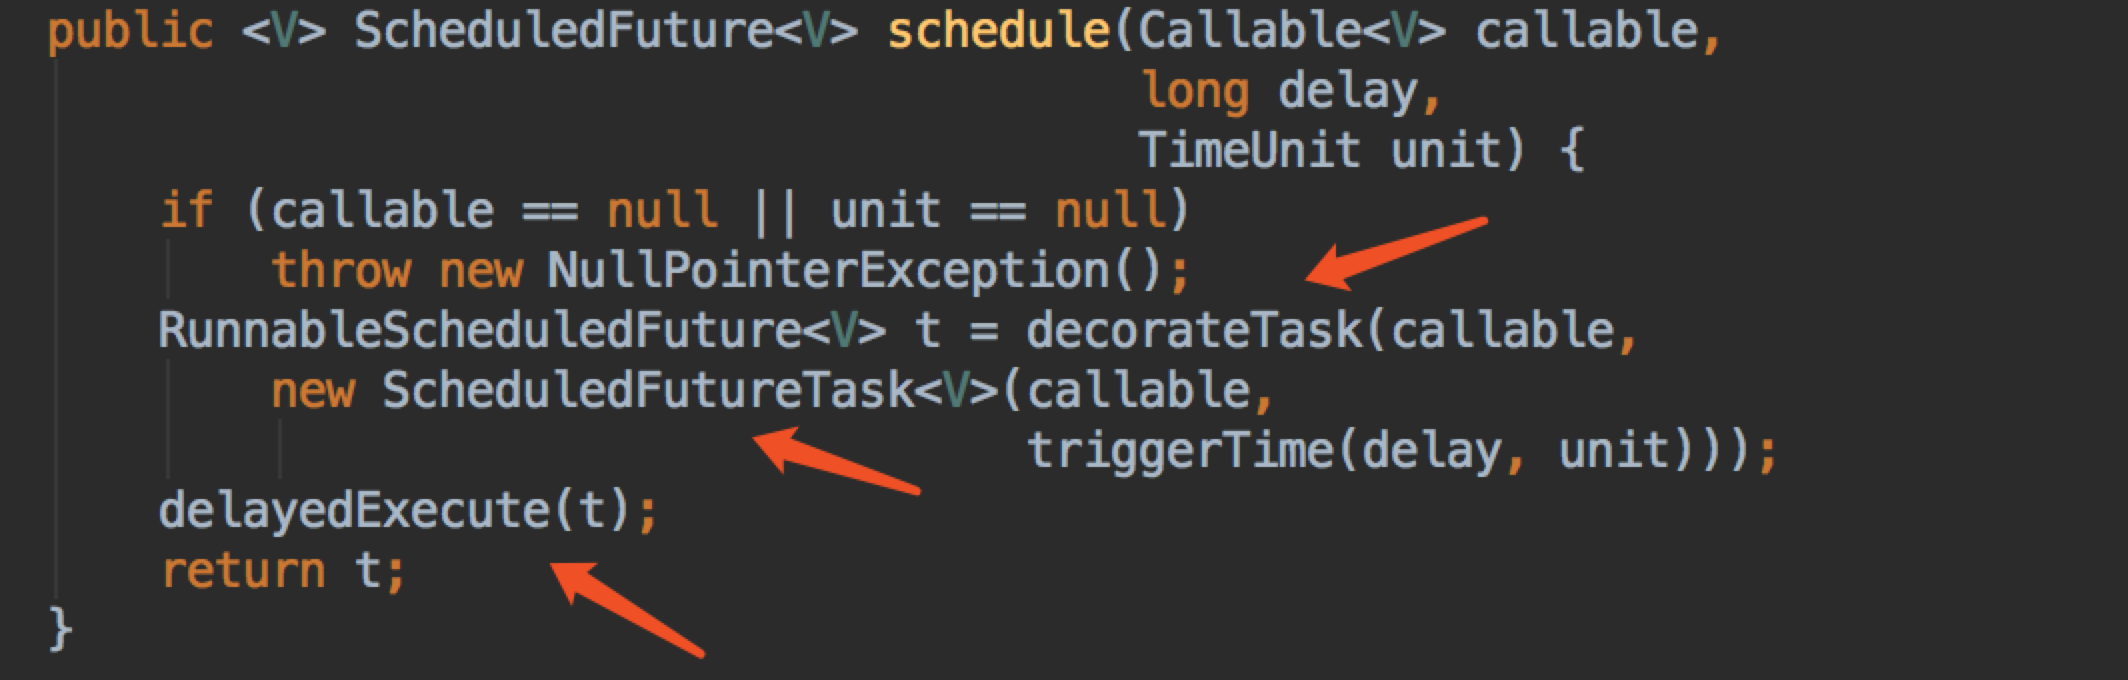 public <V> ScheduledFuture<V> schedule(Callable<V> callable,
                                       long delay,
                                       TimeUnit unit) {
    if (callable == null || unit == null)
        throw new NullPointerException();
    RunnableScheduledFuture<V> t = decorateTask(callable,
        new ScheduledFutureTask<V>(callable,
                                   triggerTime(delay, unit)));
    delayedExecute(t);
    return t;
}